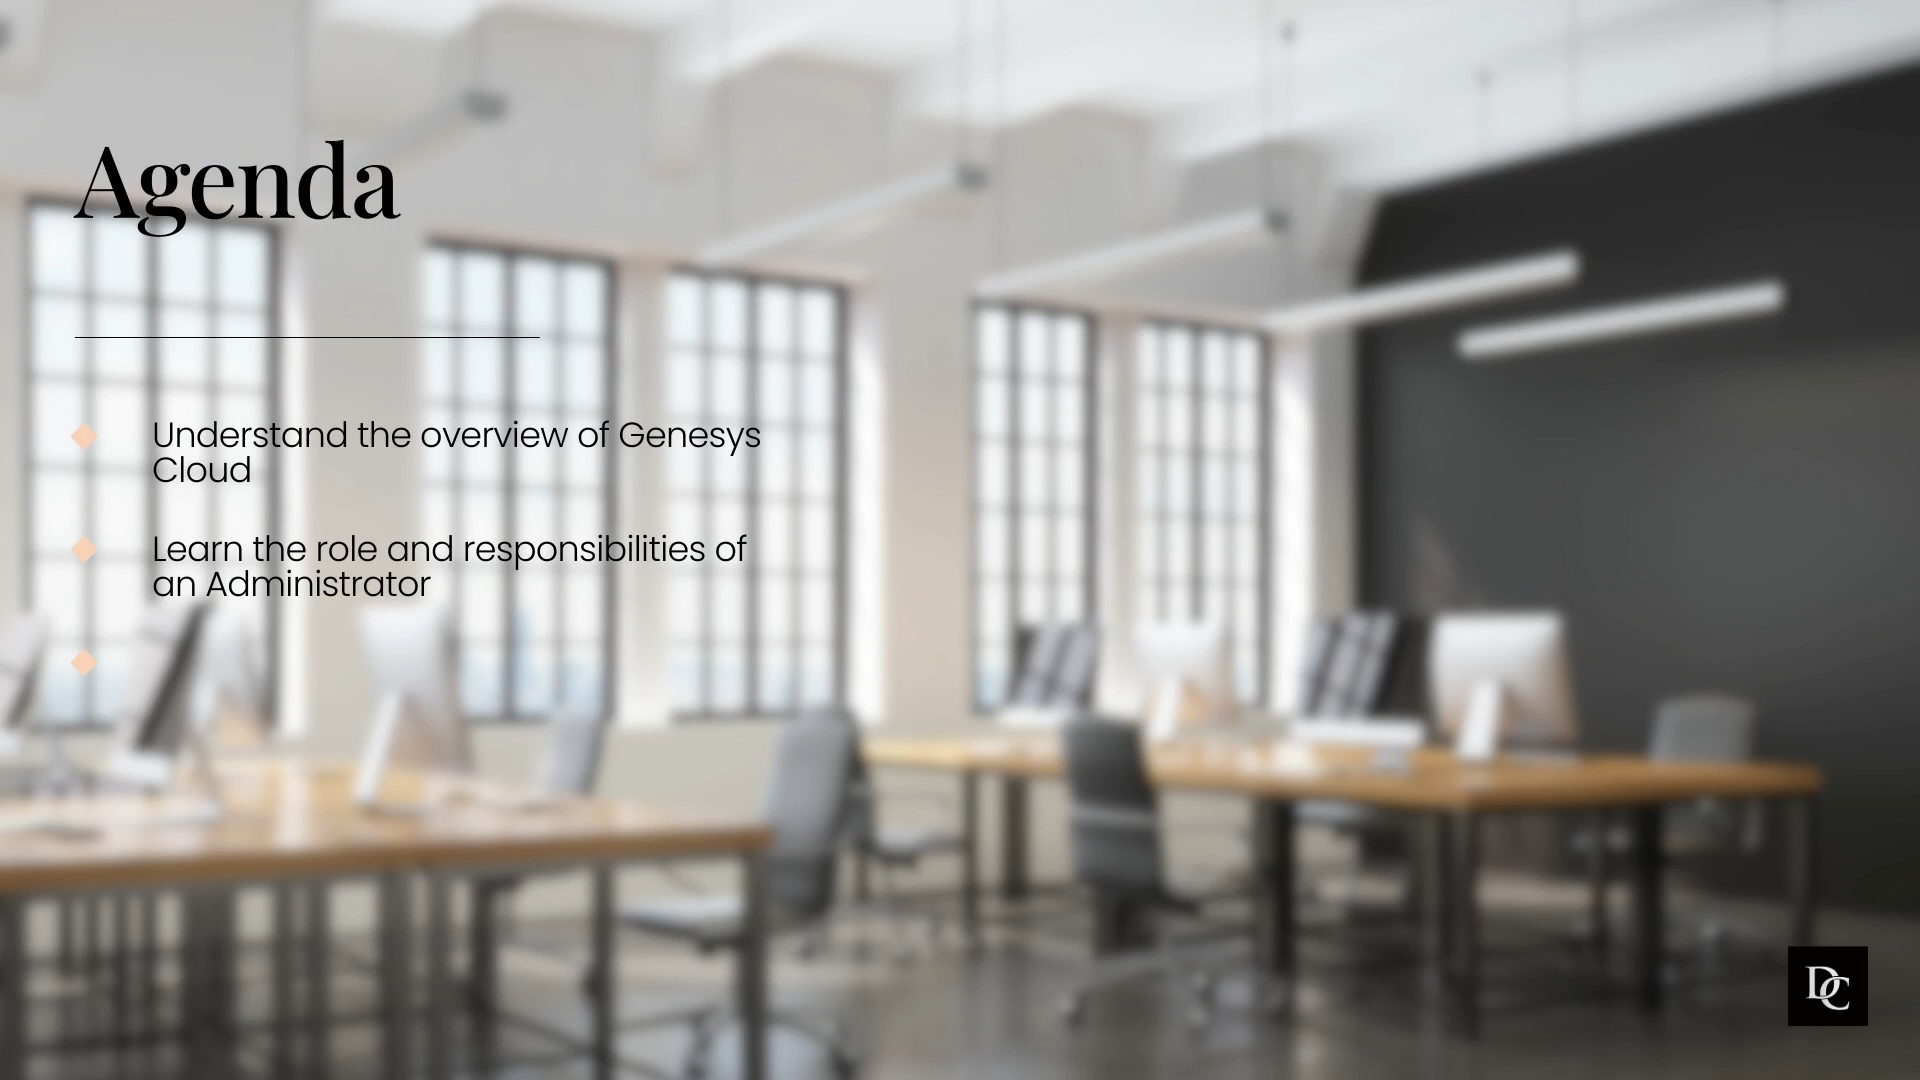 Agenda
Understand the overview of Genesys
Cloud
Learn the role and responsibilities of
an Administrator
DC